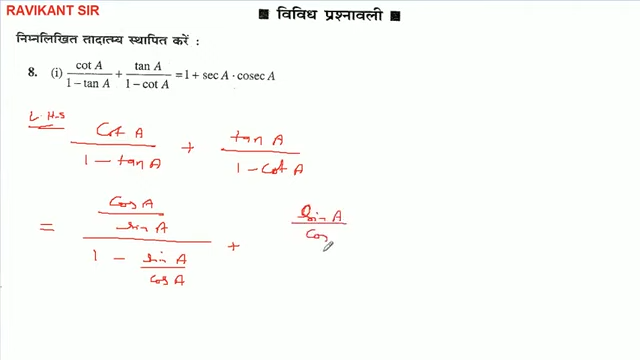 RAVIKANT SIR
■ विविध प्रश्नावली ■
निम्नलिखित तादात्म्य स्थापित करें :
8. (i) cot A / (1 − tan A) + tan A / (1 − cot A) = 1 + sec A · cosec A
L.H.S
Cot A / (1 − tan A) + tan A / (1 − Cot A)
= (Cos A / sin A) / (1 − sin A / cos A) + sin A / Cos